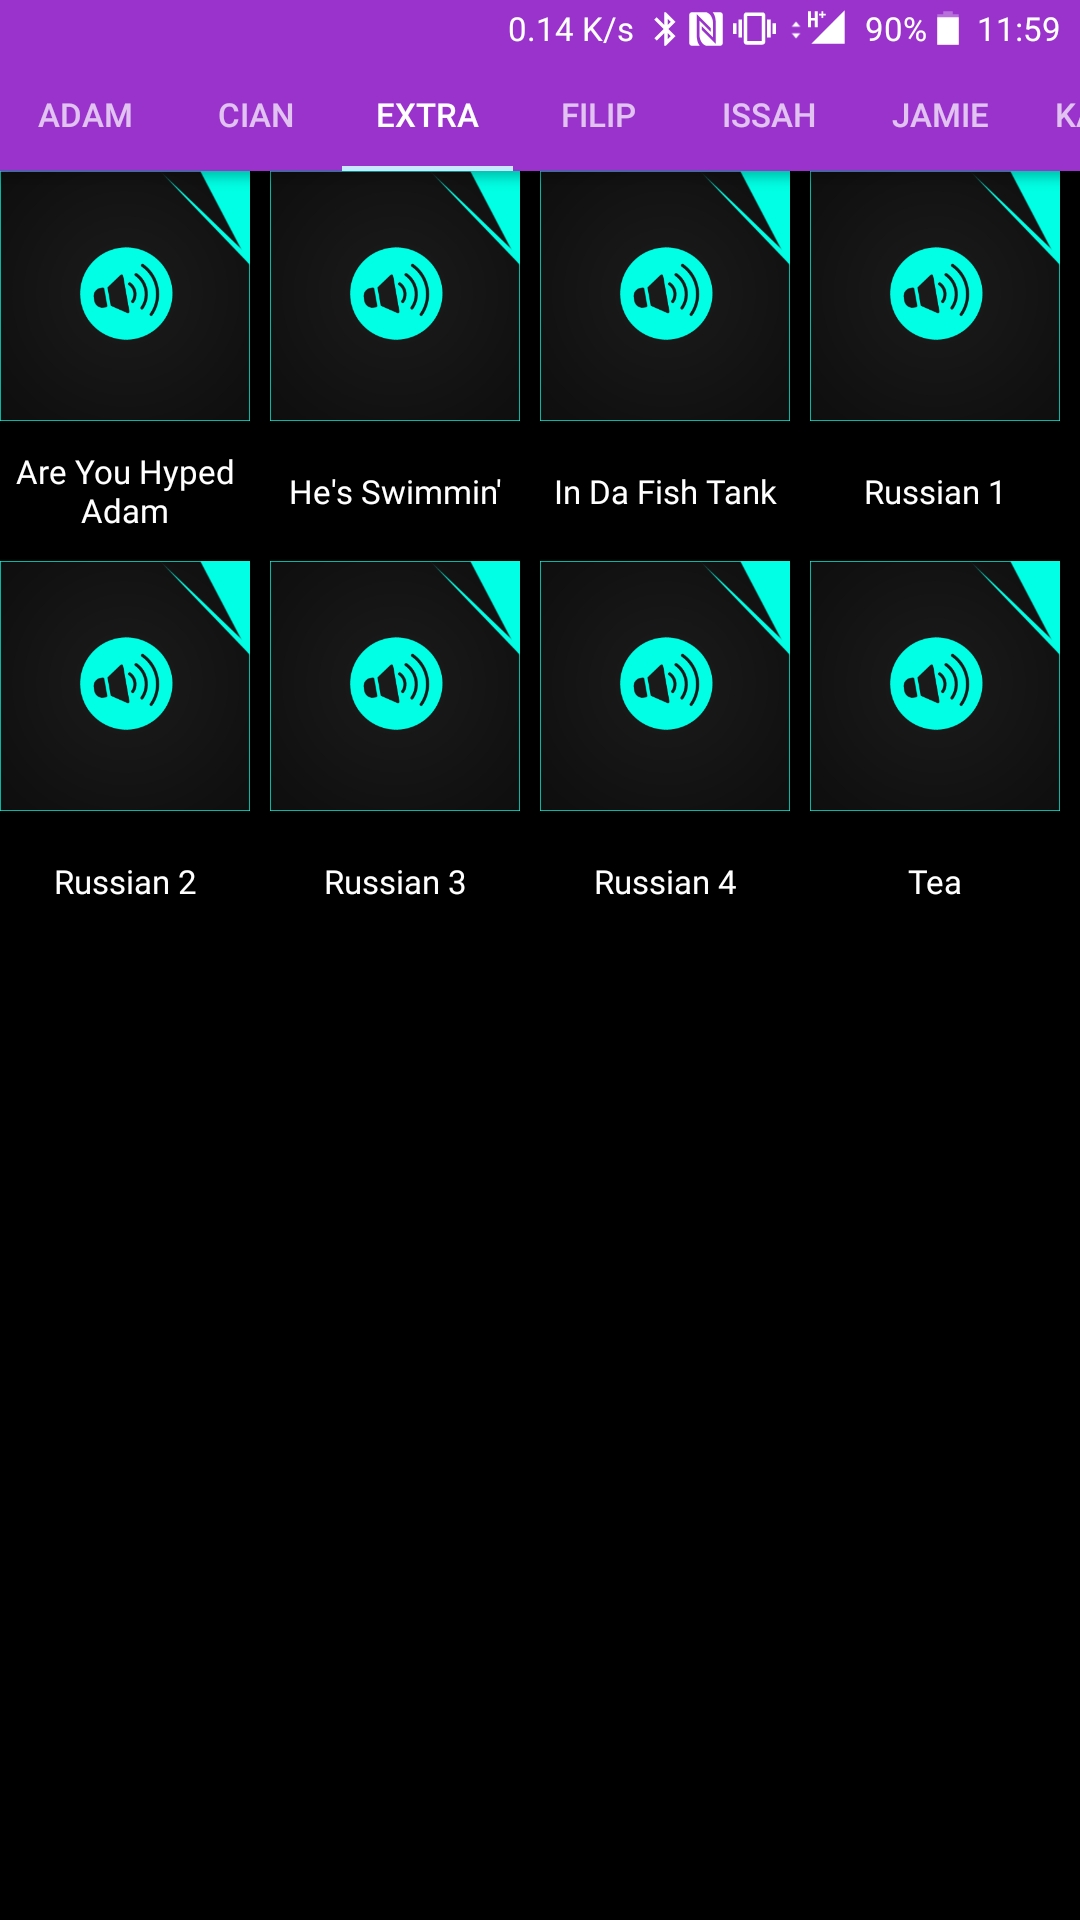 0.14 K/s H+ 90% 11:59
ADAM CIAN EXTRA FILIP ISSAH JAMIE KA
Are You Hyped
Adam
He's Swimmin'
In Da Fish Tank
Russian 1
Russian 2
Russian 3
Russian 4
Tea